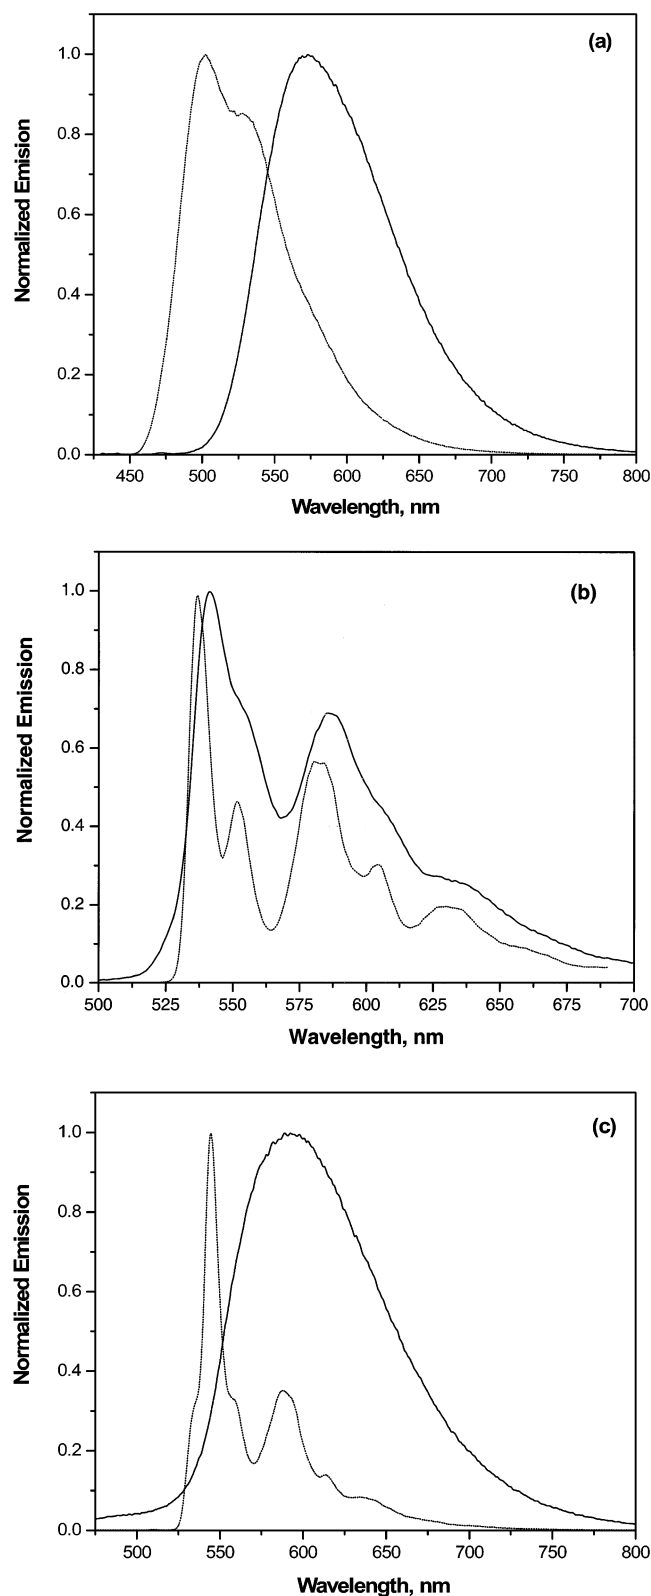 (a)
Normalized Emision
1.0
0.8
0.6
0.4
0.2
0.0
450 500 550 600 650 700 750 800
Wavelength, nm
(b)
Normalized Emission
1.0
0.8
0.6
0.4
0.2
0.0
500 525 550 575 600 625 650 675 700
Wavelength, nm
(c)
Normalized Emission
1.0
0.8
0.6
0.4
0.2
0.0
500 550 600 650 700 750 800
Wavelength, nm